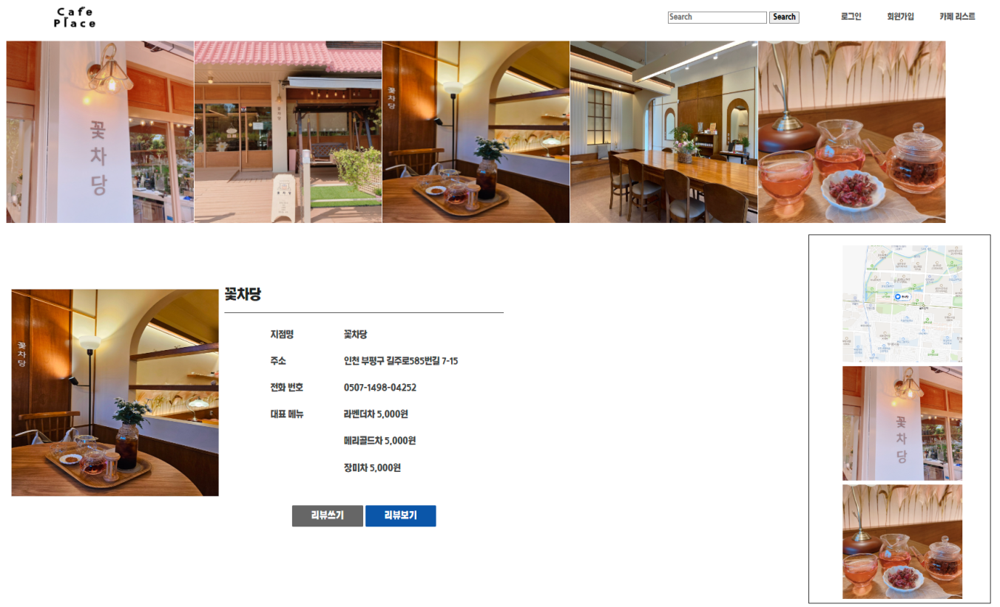 Cafe
Place
Search
Search
로그인
회원가입
카페 리스트
꽃차당
꽃차당
꽃차당
꽃차당
지점명 꽃차당
주소 인천 부평구 길주로585번길 7-15
전화 번호 0507-1498-04252
대표 메뉴 라벤더차 5,000원
메리골드차 5,000원
장미차 5,000원
리뷰쓰기
리뷰보기
꽃차당